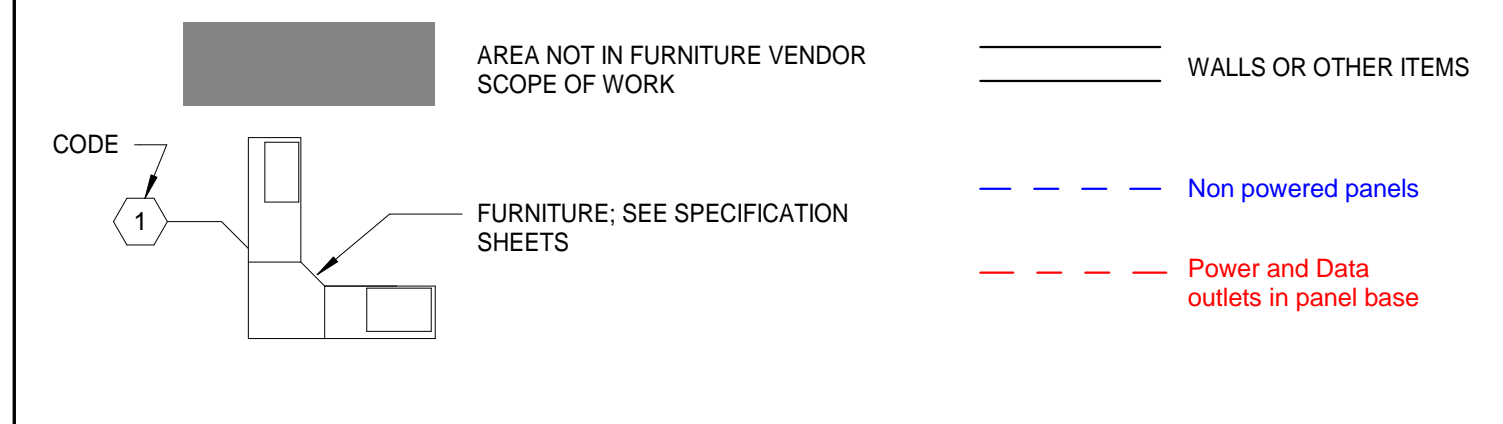 AREA NOT IN FURNITURE VENDOR
SCOPE OF WORK
CODE
1
FURNITURE; SEE SPECIFICATION
SHEETS
WALLS OR OTHER ITEMS
Non powered panels
Power and Data
outlets in panel base